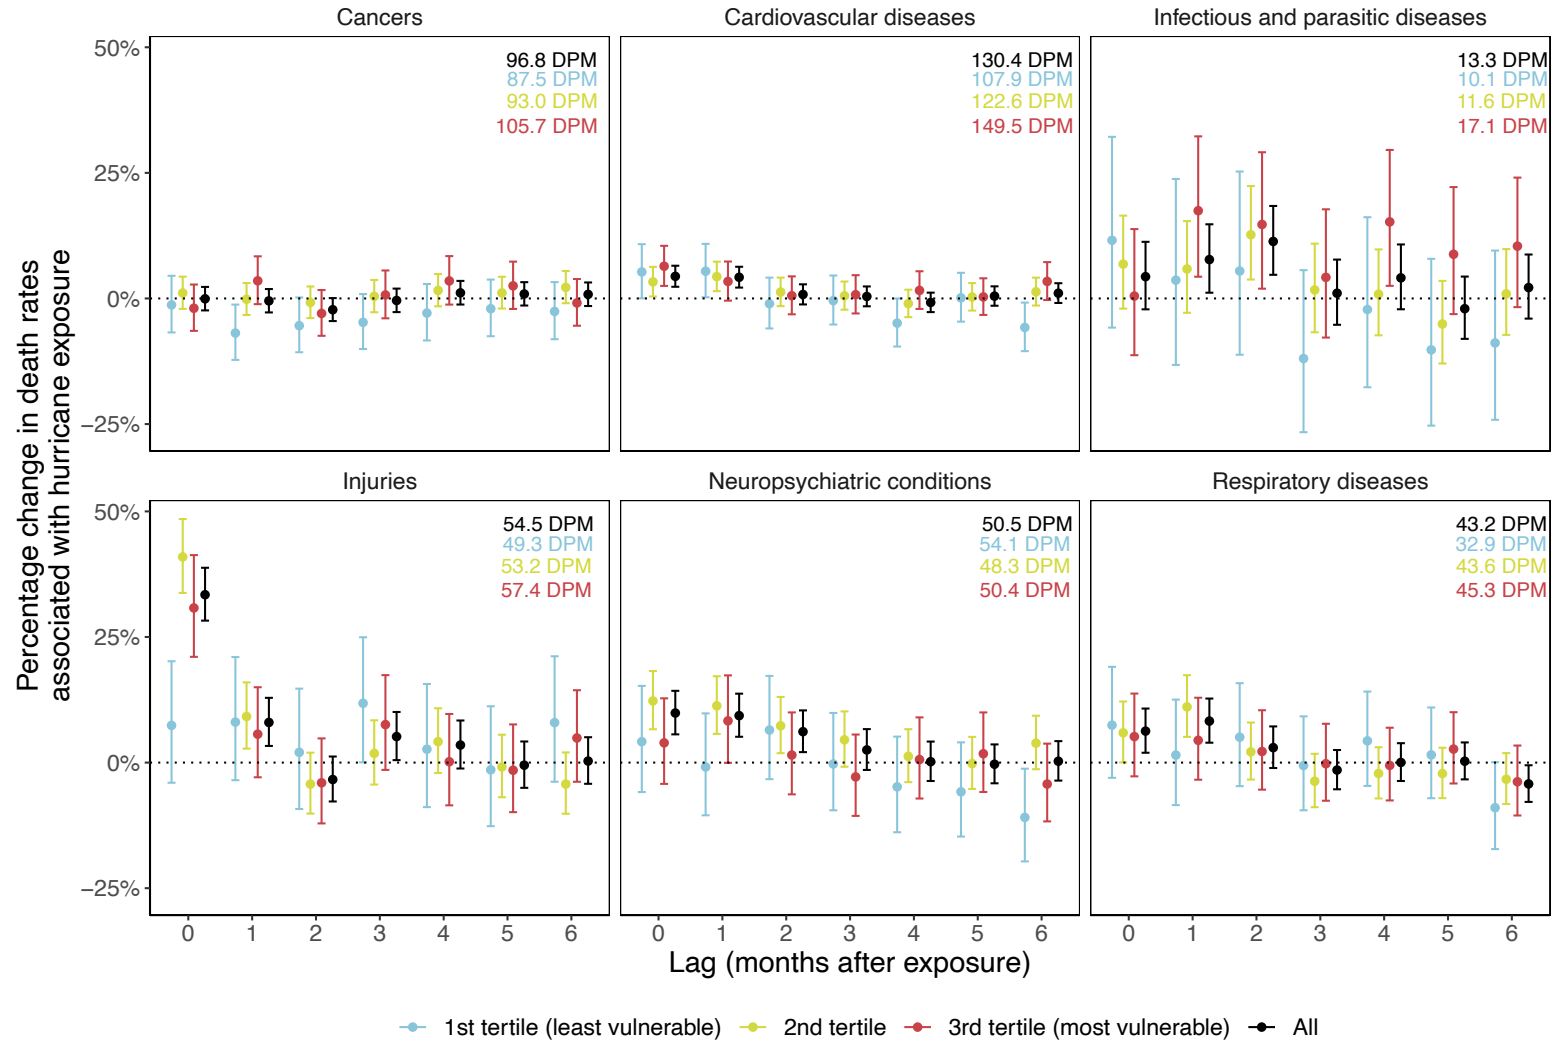 Cancers
Cardiovascular diseases
Infectious and parasitic diseases
50%
25%
0%
−25%
96.8 DPM
87.5 DPM
93.0 DPM
105.7 DPM
130.4 DPM
107.9 DPM
122.6 DPM
149.5 DPM
13.3 DPM
10.1 DPM
11.6 DPM
17.1 DPM
Percentage change in death rates
associated with hurricane exposure
Injuries
Neuropsychiatric conditions
Respiratory diseases
50%
25%
0%
−25%
54.5 DPM
49.3 DPM
53.2 DPM
57.4 DPM
50.5 DPM
54.1 DPM
48.3 DPM
50.4 DPM
43.2 DPM
32.9 DPM
43.6 DPM
45.3 DPM
0 1 2 3 4 5 6
0 1 2 3 4 5 6
0 1 2 3 4 5 6
Lag (months after exposure)
1st tertile (least vulnerable) 2nd tertile 3rd tertile (most vulnerable) All